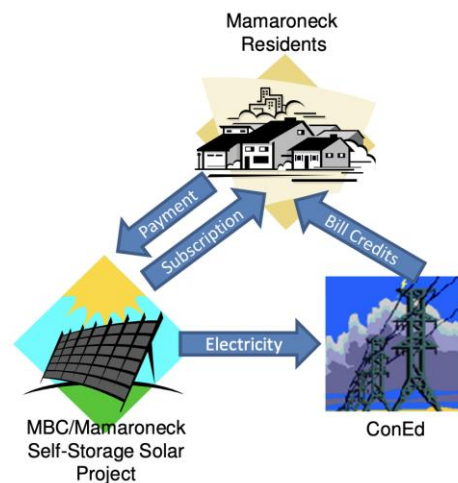 Mamaroneck
Residents
Payment
Subscription
Bill Credits
Electricity
MBC/Mamaroneck
Self-Storage Solar
Project
ConEd